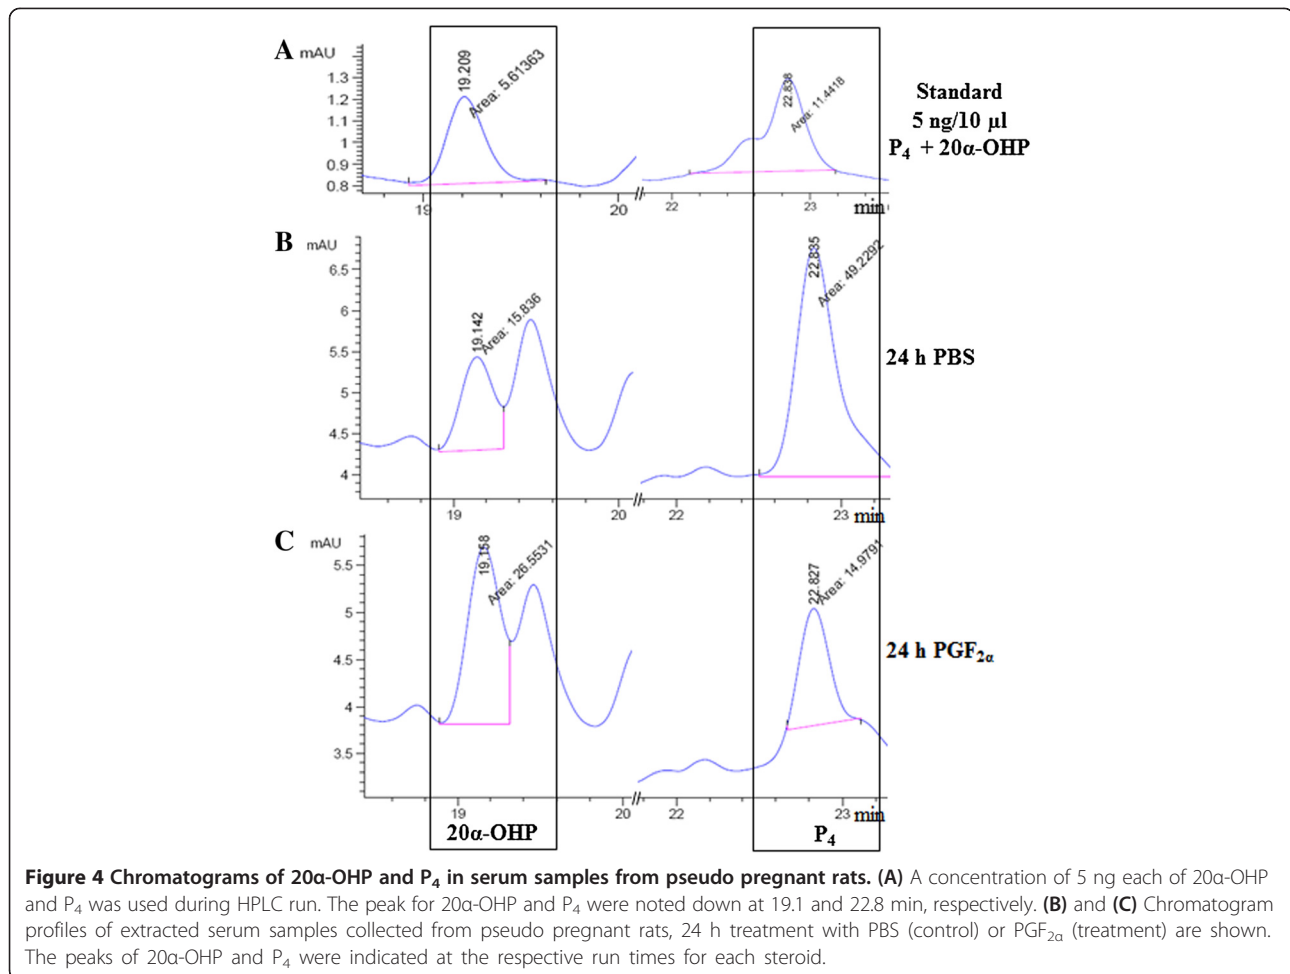 A mAU
1.3
1.2
1.1
1
0.9
0.8
19.209
Area: 5.61363
22.838
Area: 11.4418
19 20 // 22 23 min
Standard
5 ng/10 µl
P4 + 20α-OHP
B mAU
6.5
6
5.5
5
4.5
4
19.142
Area: 15.836
22.835
Area: 49.2292
19 20 // 22 23 min
24 h PBS
C mAU
5.5
5
4.5
4
3.5
19.158
Area: 26.5531
22.827
Area: 14.9791
19 20 // 22 23 min
24 h PGF2α
20α-OHP P4
Figure 4 Chromatograms of 20α-OHP and P4 in serum samples from pseudo pregnant rats. (A) A concentration of 5 ng each of 20α-OHP
and P4 was used during HPLC run. The peak for 20α-OHP and P4 were noted down at 19.1 and 22.8 min, respectively. (B) and (C) Chromatogram
profiles of extracted serum samples collected from pseudo pregnant rats, 24 h treatment with PBS (control) or PGF2α (treatment) are shown.
The peaks of 20α-OHP and P4 were indicated at the respective run times for each steroid.